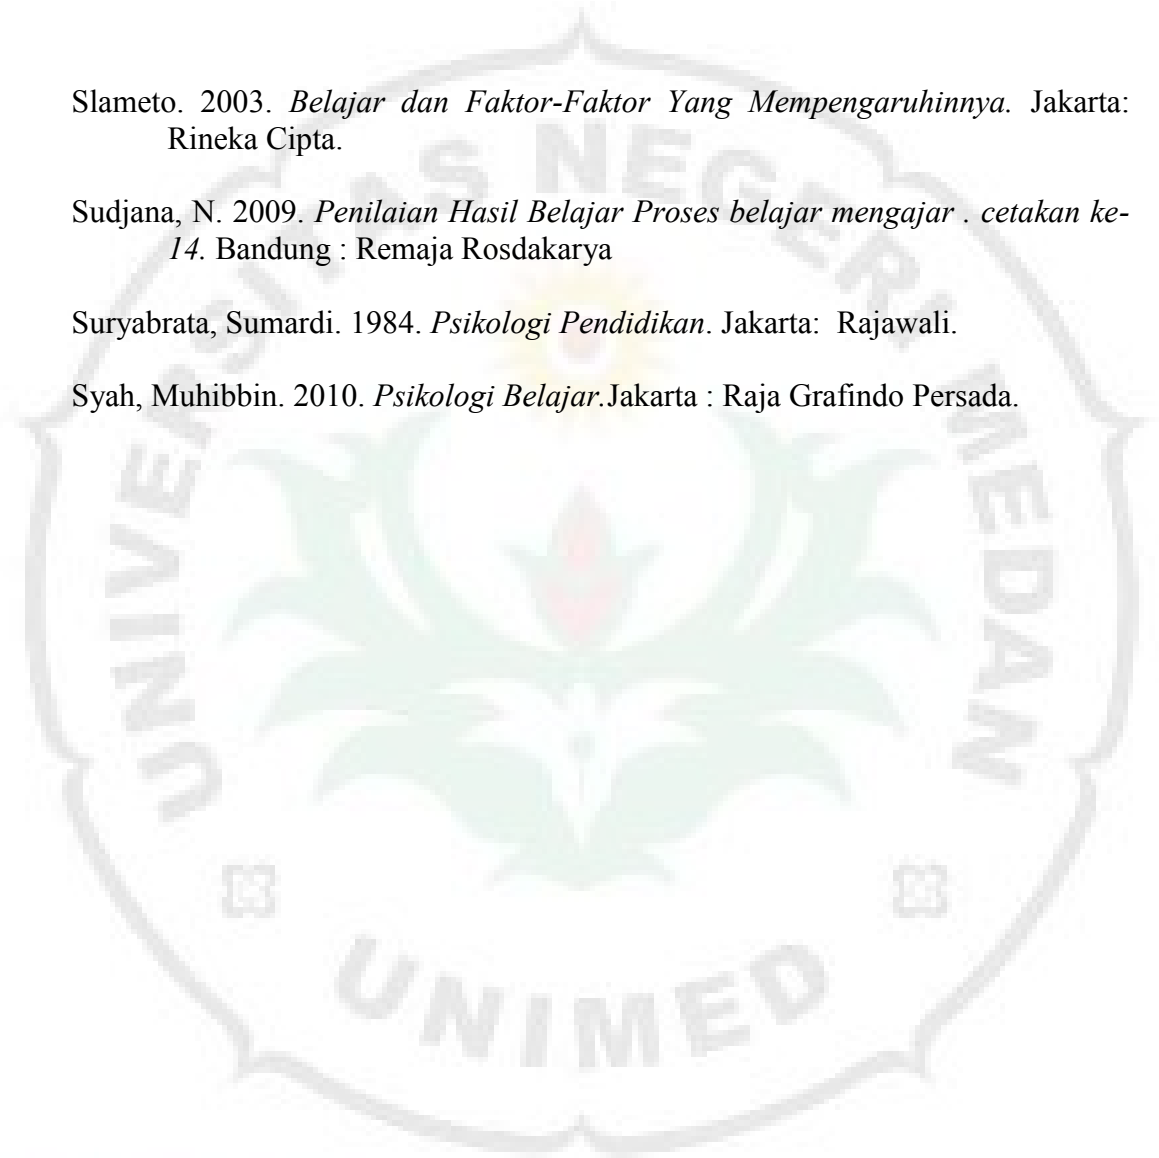 Slameto. 2003. Belajar dan Faktor-Faktor Yang Mempengaruhinnya. Jakarta:
Rineka Cipta.
Sudjana, N. 2009. Penilaian Hasil Belajar Proses belajar mengajar . cetakan ke-
14. Bandung : Remaja Rosdakarya
Suryabrata, Sumardi. 1984. Psikologi Pendidikan. Jakarta:  Rajawali.
Syah, Muhibbin. 2010. Psikologi Belajar.Jakarta : Raja Grafindo Persada.
UNIVERSITAS NEGERI MEDAN
UNIMED